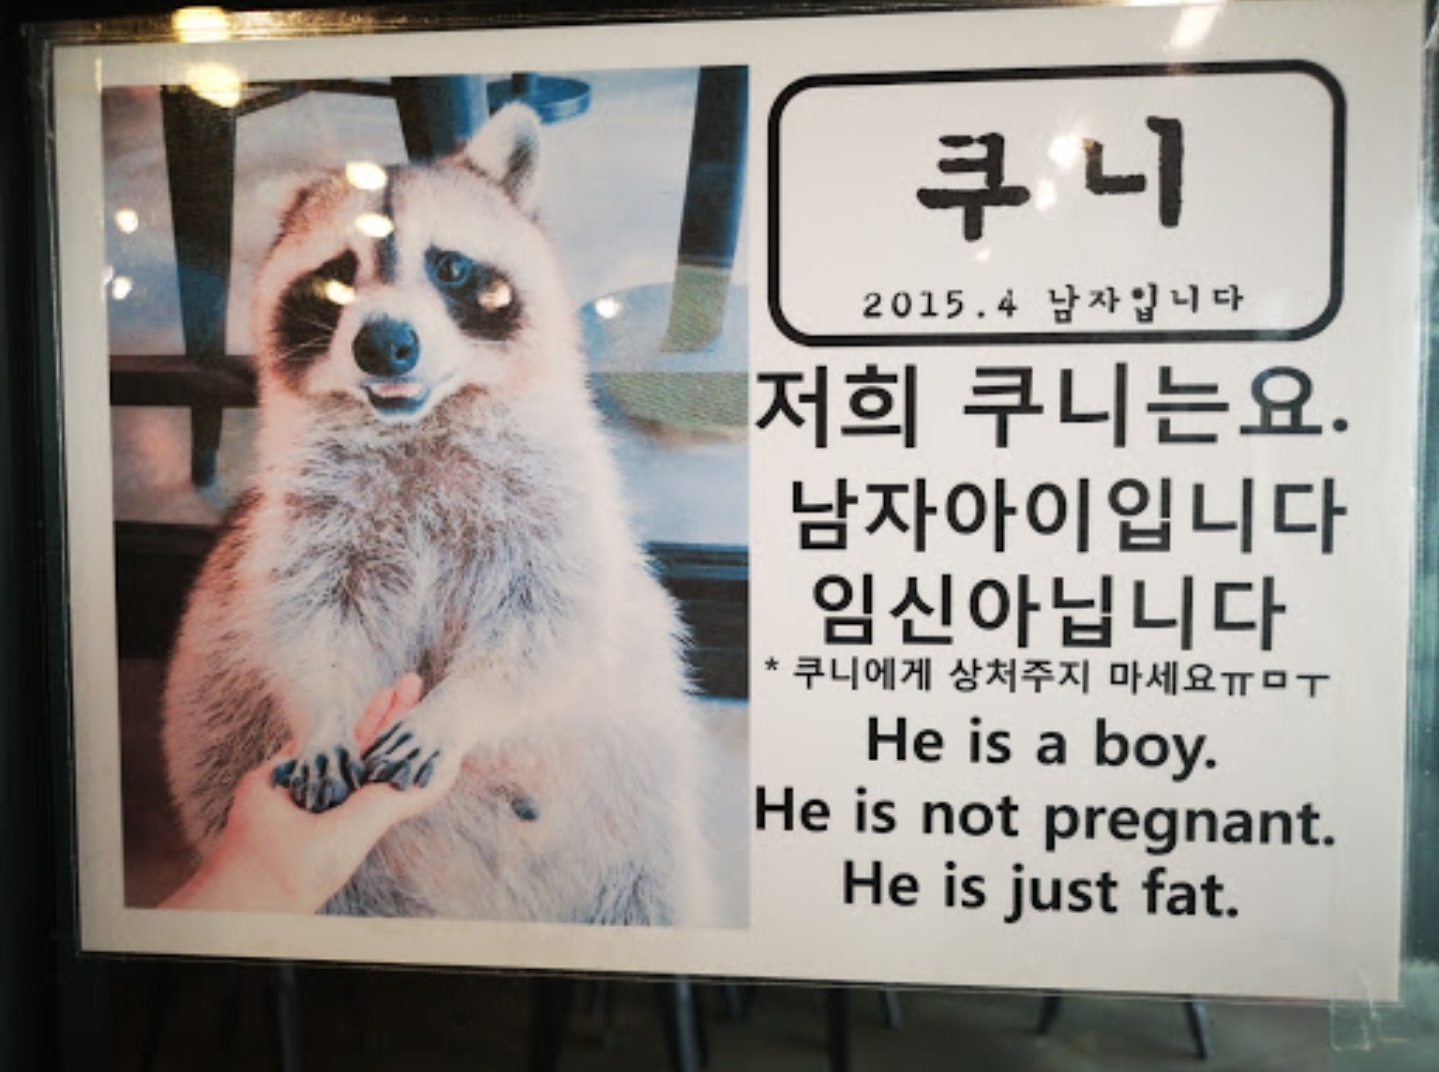 쿠니
2015.4 남자입니다
저희 쿠니는요.
남자아이입니다
임신아닙니다
* 쿠니에게 상처주지 마세요ㅠㅁㅜ
He is a boy.
He is not pregnant.
He is just fat.